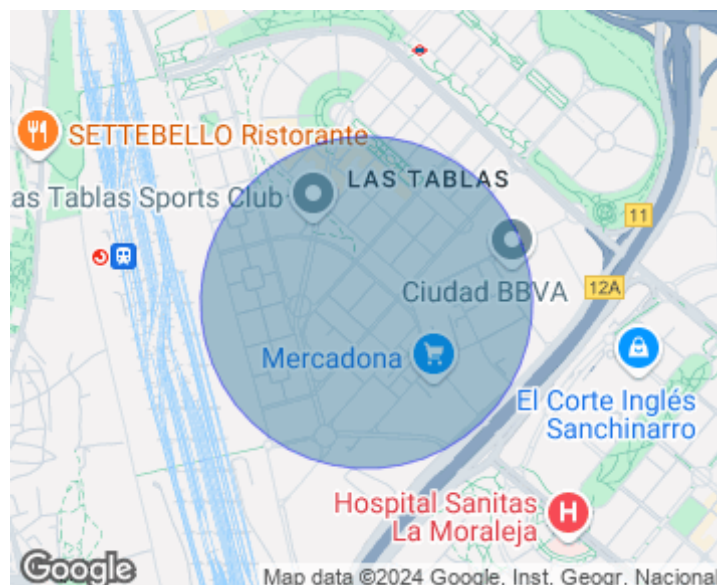 SETTEBELLO Ristorante
LAS TABLAS
as Tablas Sports Club
11
Ciudad BBVA
12A
Mercadona
El Corte Inglés
Sanchinarro
Hospital Sanitas
La Moraleja
H
Google
Map data ©2024 Google, Inst. Geogr. Nacional